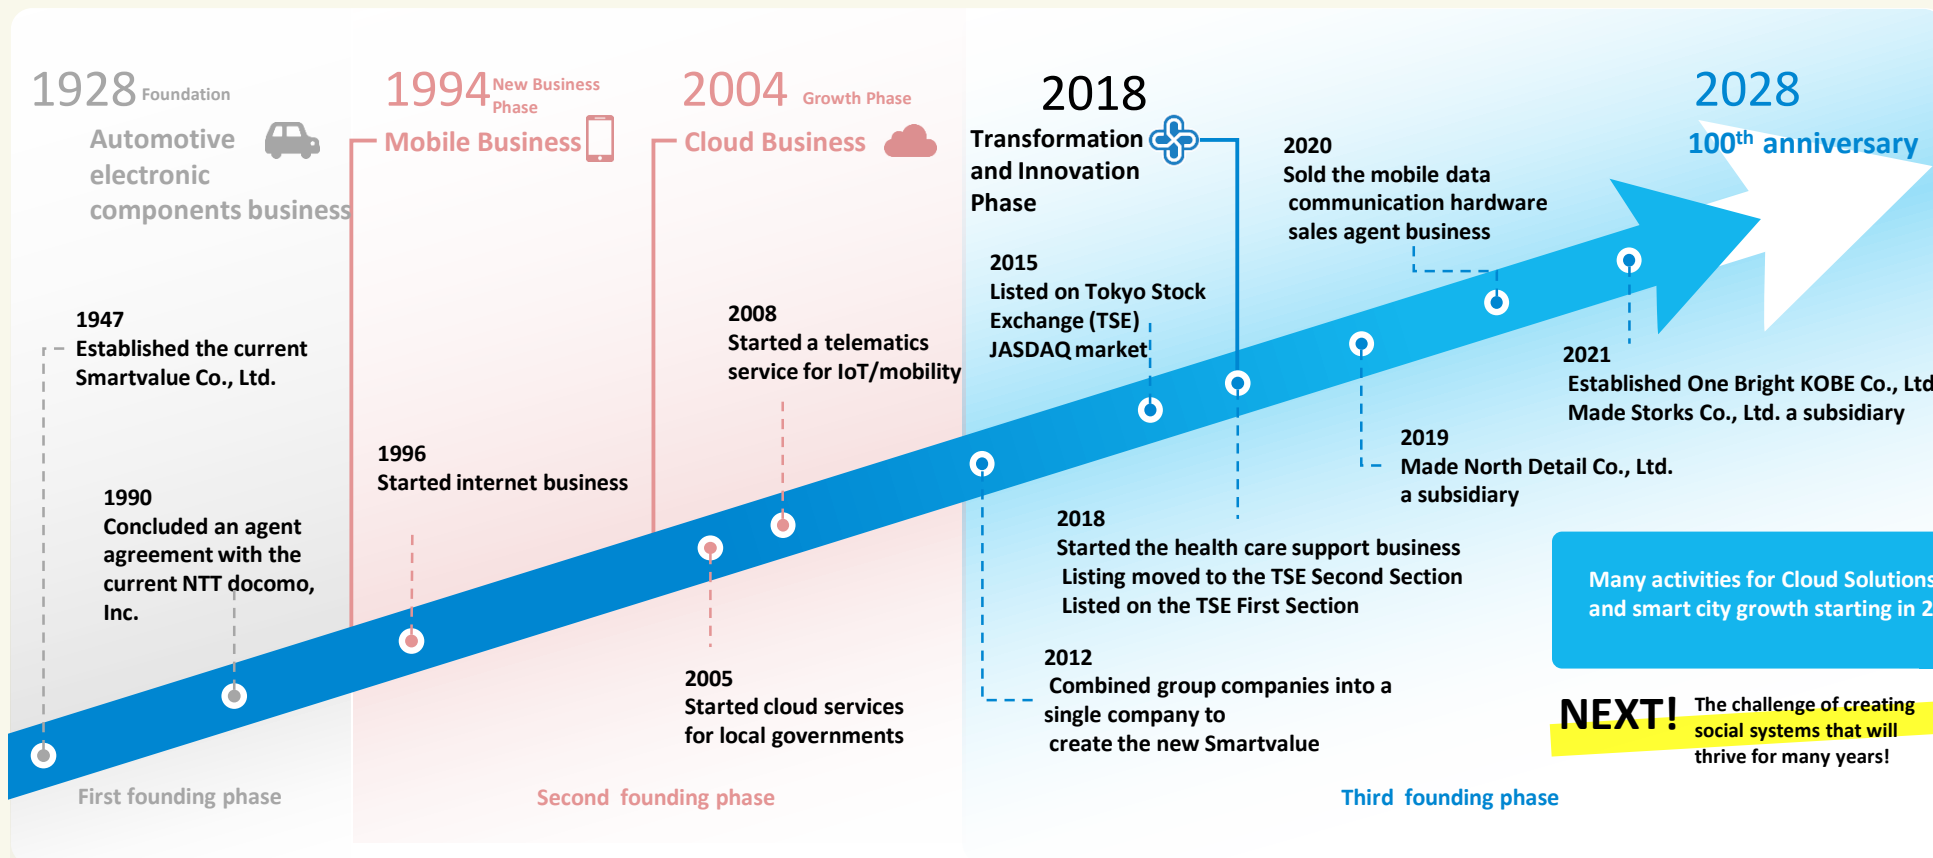 1928 Foundation
Automotive
electronic
components business
1994 New Business
Phase
Mobile Business
2004 Growth Phase
Cloud Business
2018
Transformation
and Innovation
Phase
2028
100th anniversary
1947
Established the current
Smartvalue Co., Ltd.
1990
Concluded an agent
agreement with the
current NTT docomo,
Inc.
1996
Started internet business
2008
Started a telematics
service for IoT/mobility
2005
Started cloud services
for local governments
2015
Listed on Tokyo Stock
Exchange (TSE)
JASDAQ market
2020
Sold the mobile data
communication hardware
sales agent business
2021
Established One Bright KOBE Co., Ltd
Made Storks Co., Ltd. a subsidiary
2019
Made North Detail Co., Ltd.
a subsidiary
2018
Started the health care support business
Listing moved to the TSE Second Section
Listed on the TSE First Section
2012
Combined group companies into a
single company to
create the new Smartvalue
Many activities for Cloud Solutions
and smart city growth starting in 2
NEXT!
The challenge of creating
social systems that will
thrive for many years!
First founding phase
Second founding phase
Third founding phase